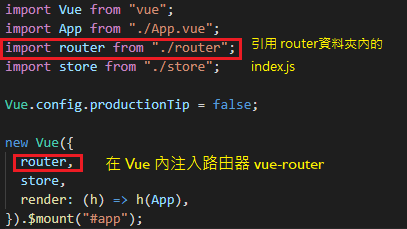 import Vue from "vue";
import App from "./App.vue";
import router from "./router"; 引用 router資料夾內的
import store from "./store"; index.js
Vue.config.productionTip = false;
new Vue({
router, 在 Vue 內注入路由器 vue-router
store,
render: (h) => h(App),
}).$mount("#app");